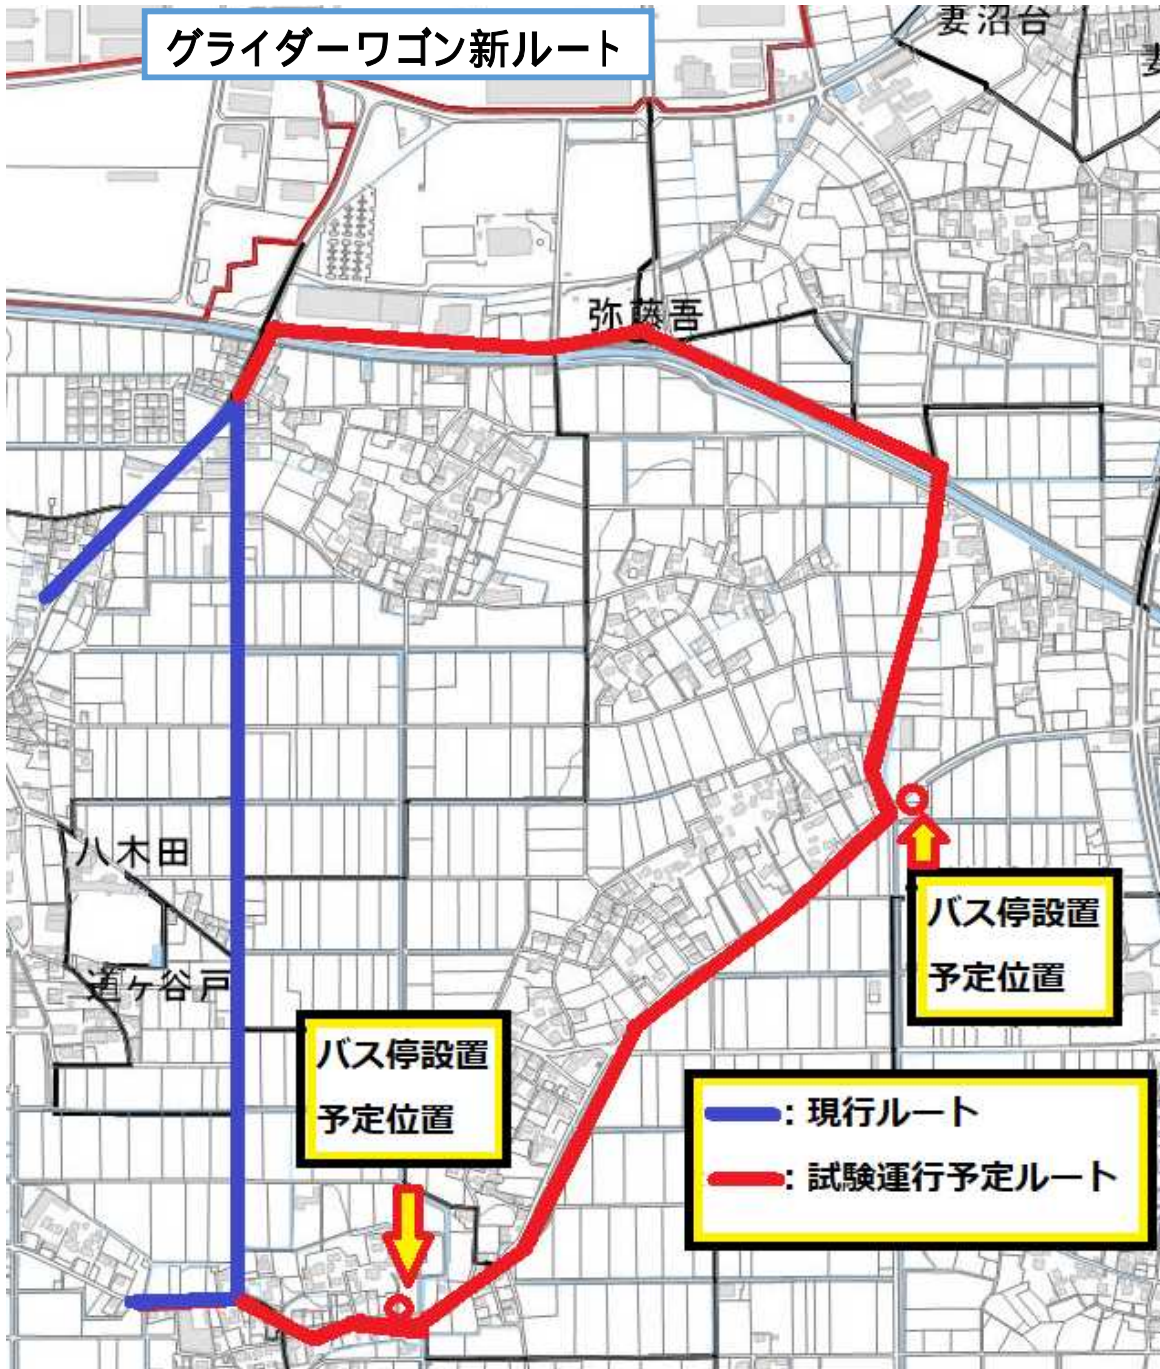 グライダーワゴン新ルート
妻沼台
妻
弥藤吾
八木田
道ヶ谷戸
バス停設置
予定位置
バス停設置
予定位置
: 現行ルート
: 試験運行予定ルート